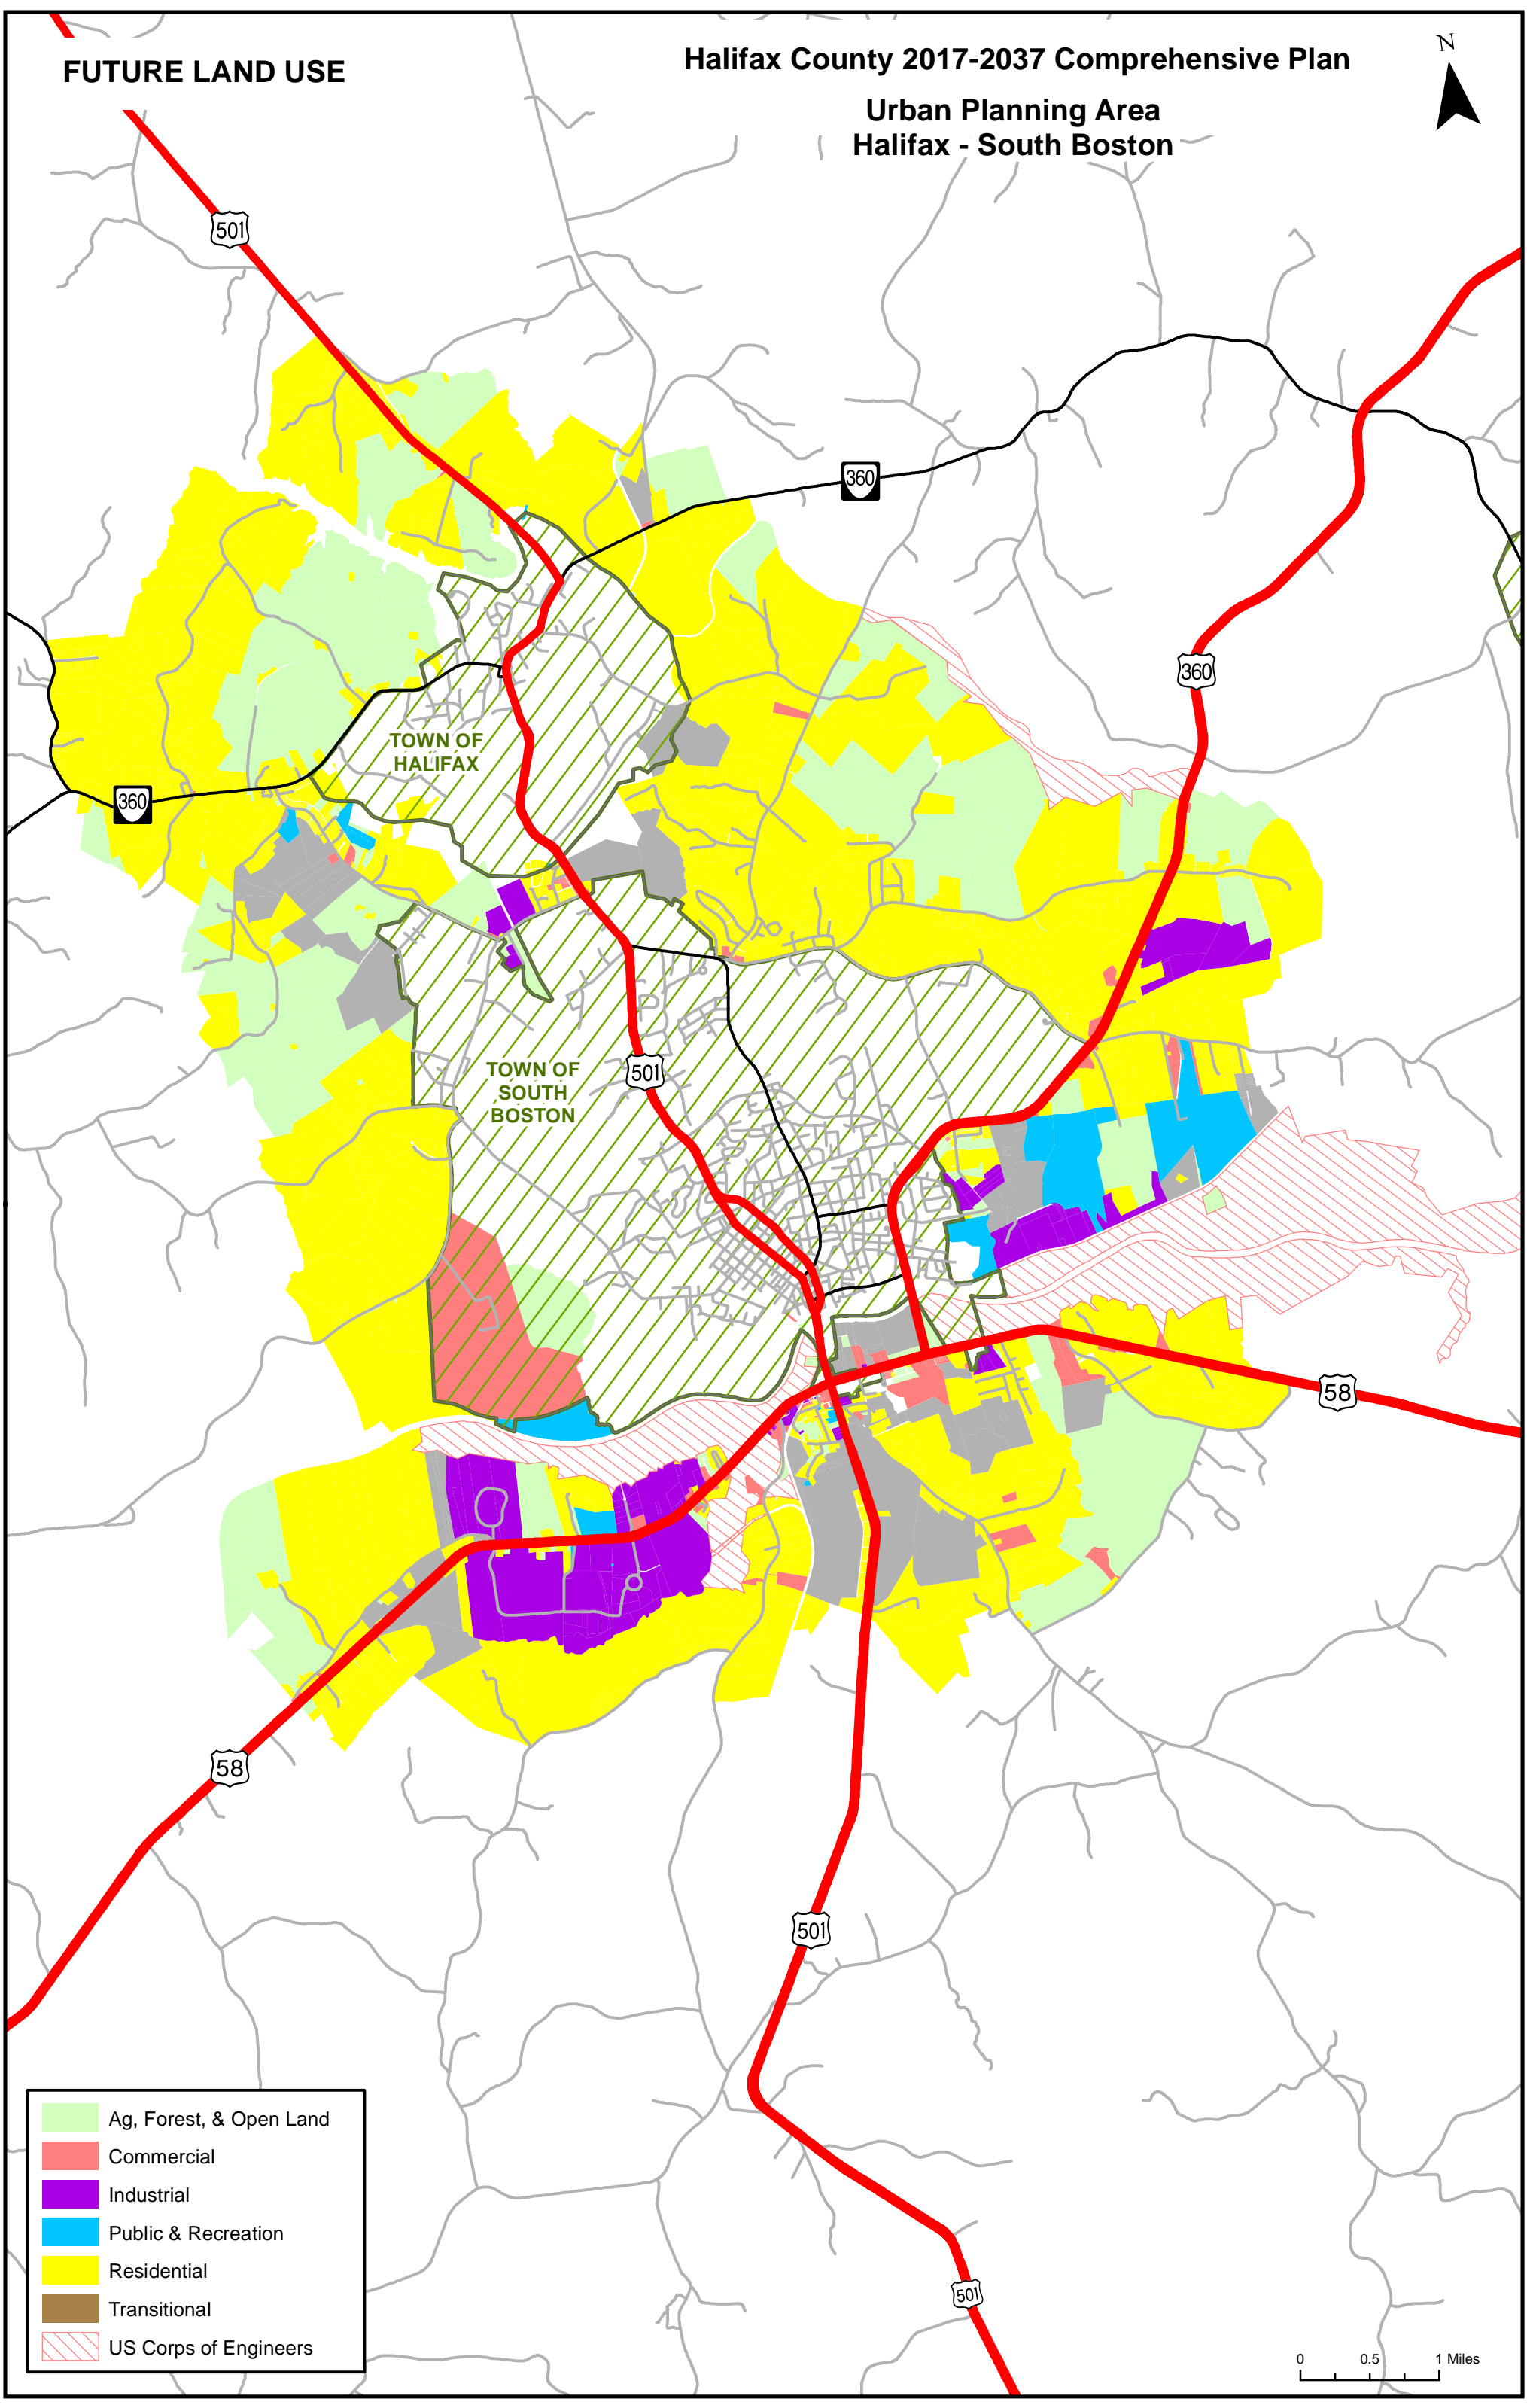 FUTURE LAND USE
Halifax County 2017-2037 Comprehensive Plan
Urban Planning Area
Halifax - South Boston
N
501
360
360
TOWN OF
HALIFAX
360
TOWN OF
SOUTH
BOSTON
501
58
58
501
501
Ag, Forest, & Open Land
Commercial
Industrial
Public & Recreation
Residential
Transitional
US Corps of Engineers
0 0.5 1 Miles